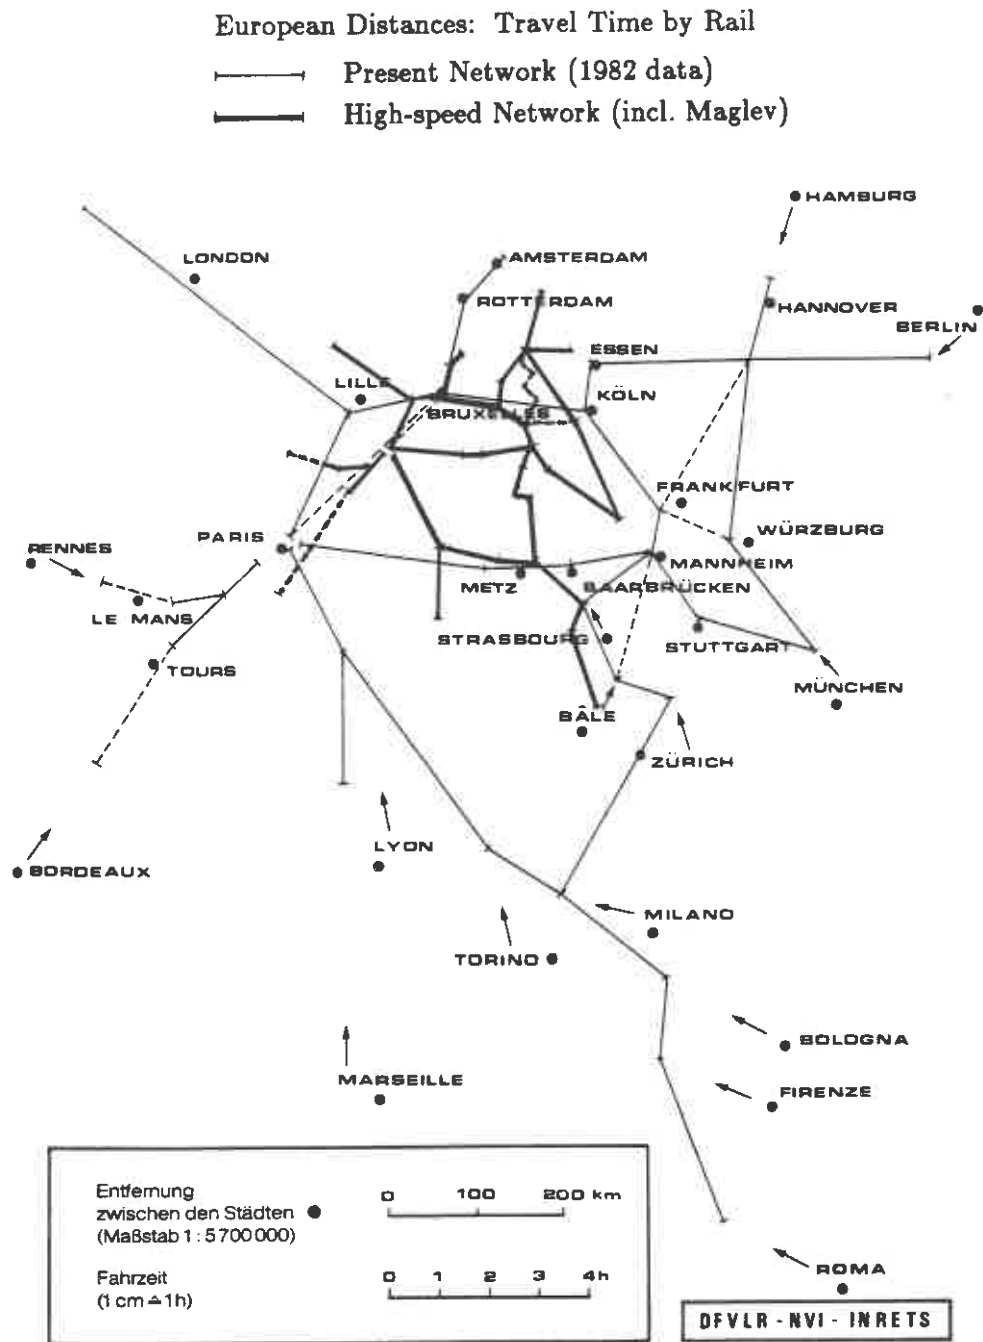 European Distances: Travel Time by Rail
Present Network (1982 data)
High-speed Network (incl. Maglev)
HAMBURG
LONDON
AMSTERDAM
ROTTERDAM
HANNOVER
BERLIN
ESSEN
LILLE
KÖLN
BRUXELLES
FRANKFURT
PARIS
WÜRZBURG
RENNES
MANNHEIM
METZ
SAARBRÜCKEN
LE MANS
STRASBOURG
STUTTGART
TOURS
MÜNCHEN
BÂLE
ZÜRICH
LYON
BORDEAUX
MILANO
TORINO
BOLOGNA
MARSEILLE
FIRENZE
Entfernung
zwischen den Städten
(Maßstab 1 : 5 700 000)
0 100 200 km
Fahrzeit
(1 cm ≙ 1h)
0 1 2 3 4h
ROMA
DFVLR - NVI - INRETS